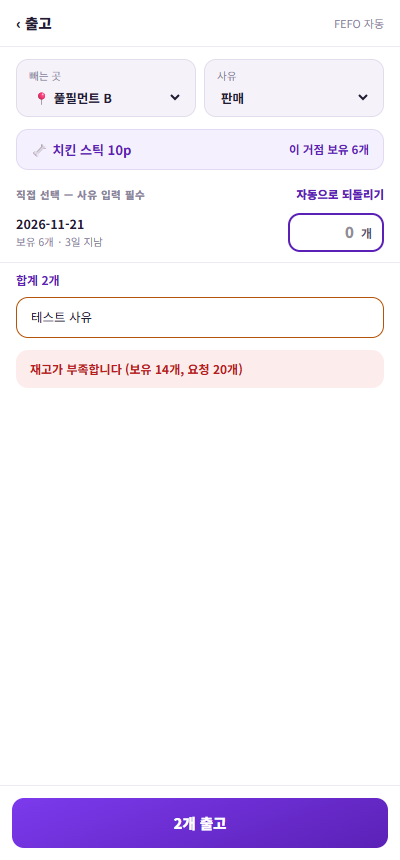 ‹ 출고
FEFO 자동
빼는 곳
사유
📍 풀필먼트 B
판매
🦴 치킨 스틱 10p
이 거점 보유 6개
직접 선택 — 사유 입력 필수
자동으로 되돌리기
2026-11-21
보유 6개 · 3일 지남
0 개
합계 2개
테스트 사유
재고가 부족합니다 (보유 14개, 요청 20개)
2개 출고